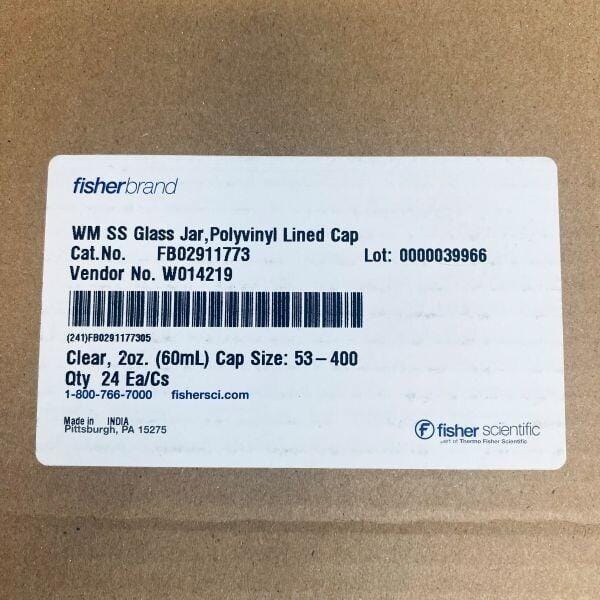 fisherbrand
WM SS Glass Jar,Polyvinyl Lined Cap
Cat.No. FB02911773 Lot: 0000039966
Vendor No. W014219
(241)FB0291177305
Clear, 2oz. (60mL) Cap Size: 53-400
Qty 24 Ea/Cs
1-800-766-7000 fishersci.com
Made in INDIA
Pittsburgh, PA 15275
F fisher scientific
part of Thermo Fisher Scientific